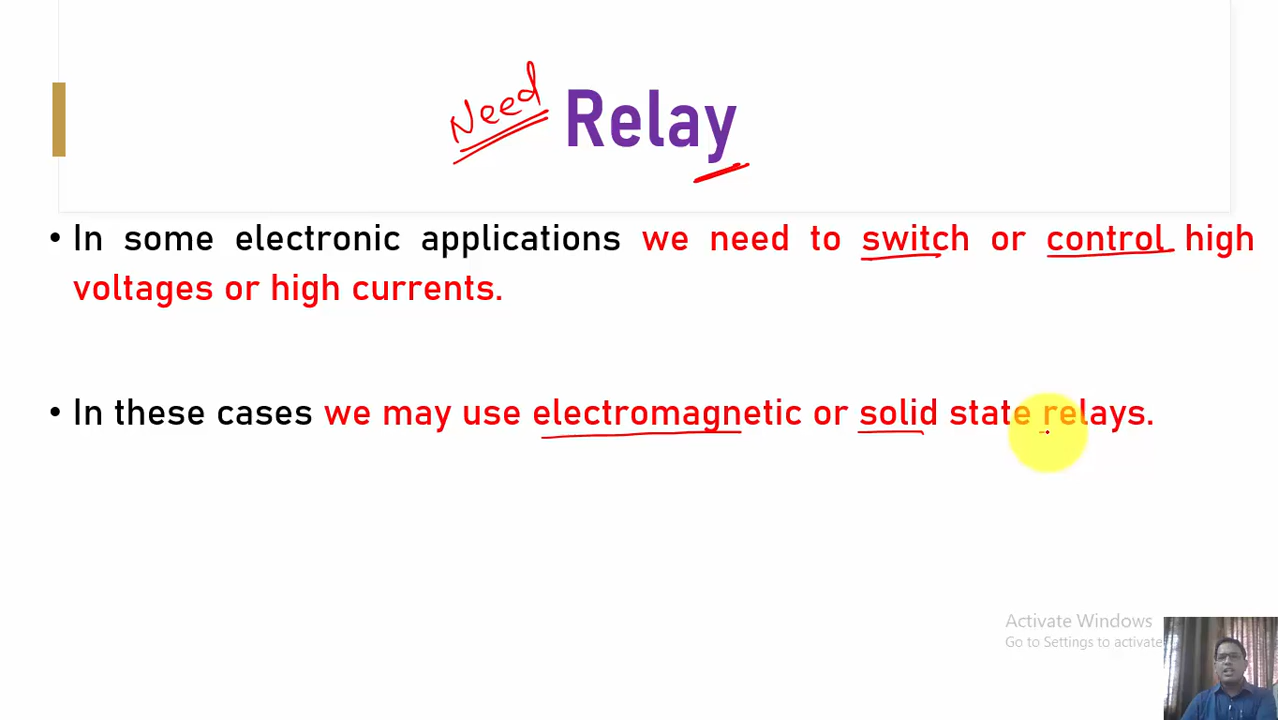 Need Relay
• In some electronic applications we need to switch or control high
voltages or high currents.
• In these cases we may use electromagnetic or solid state relays.
Activate Windows
Go to Settings to activate